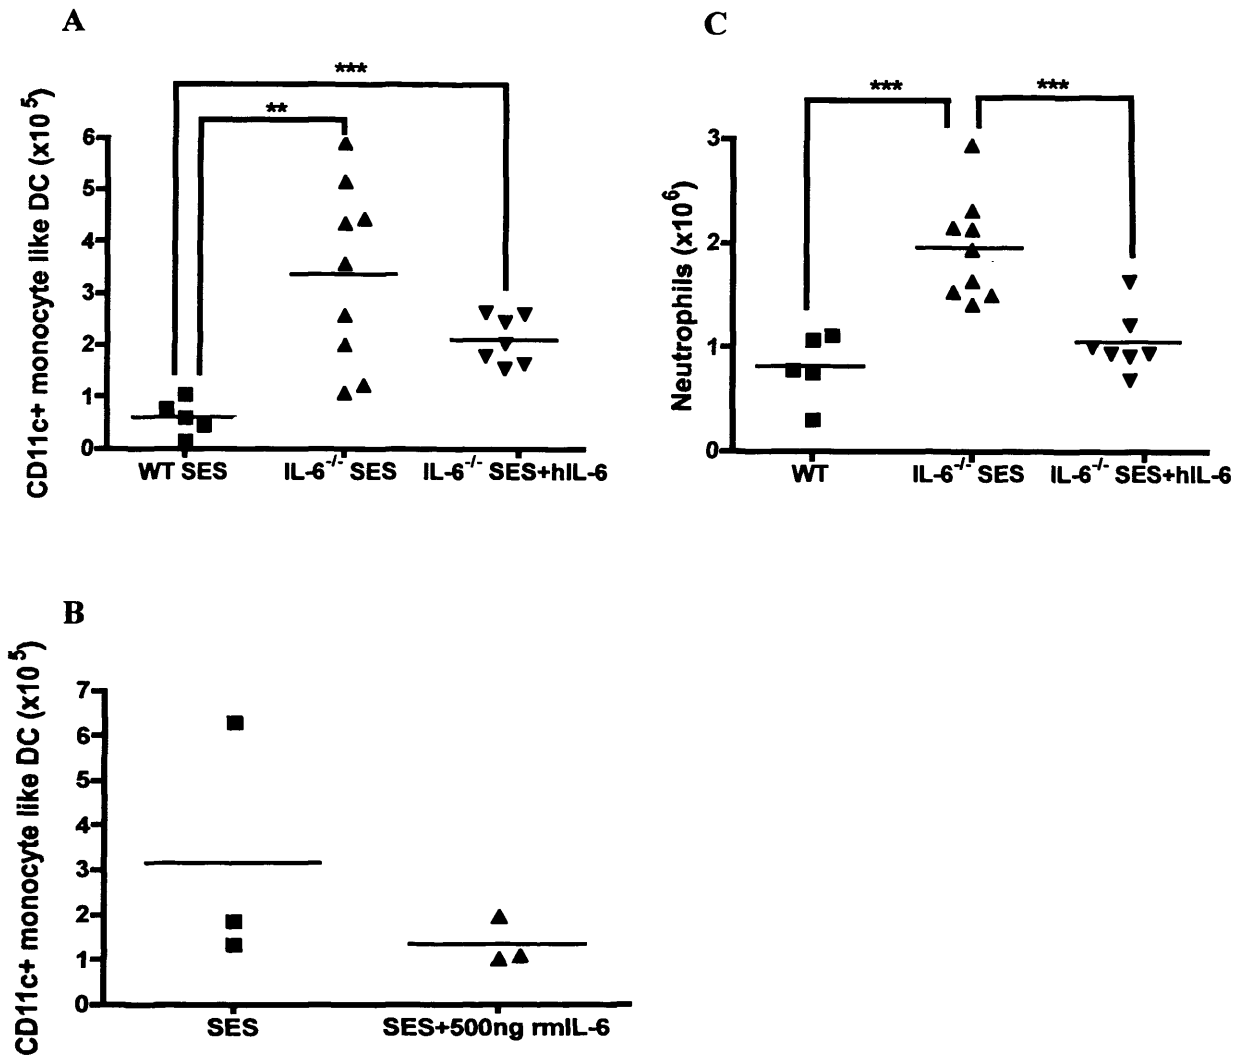 A
***
**
CD11c+ monocyte like DC (x10⁵)
6
5
4
3
2
1
0
WT SES
IL-6⁻/⁻ SES
IL-6⁻/⁻ SES+hIL-6
C
***
***
Neutrophils (x10⁶)
3
2
1
0
WT
IL-6⁻/⁻ SES
IL-6⁻/⁻ SES+hIL-6
B
CD11c+ monocyte like DC (x10⁵)
7
6
5
4
3
2
1
0
SES
SES+500ng rmIL-6